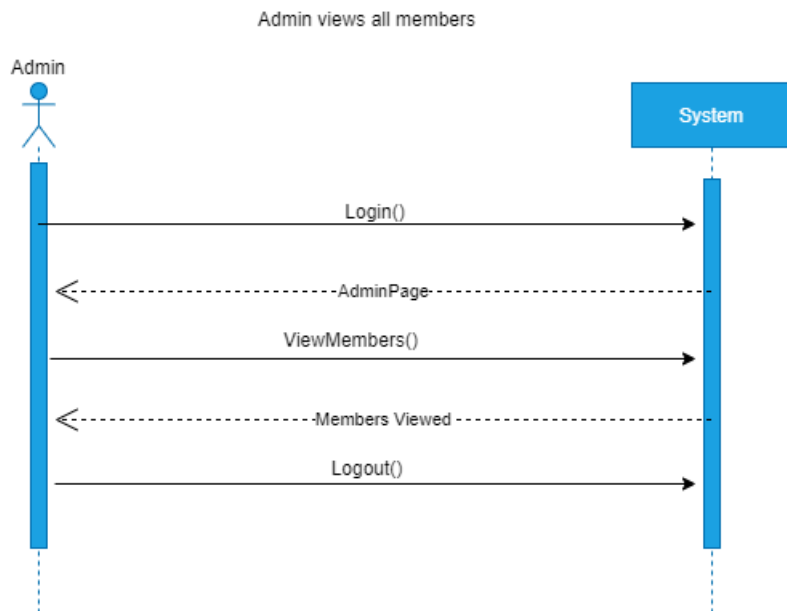 Admin views all members
Admin
System
Login()
AdminPage
ViewMembers()
Members Viewed
Logout()